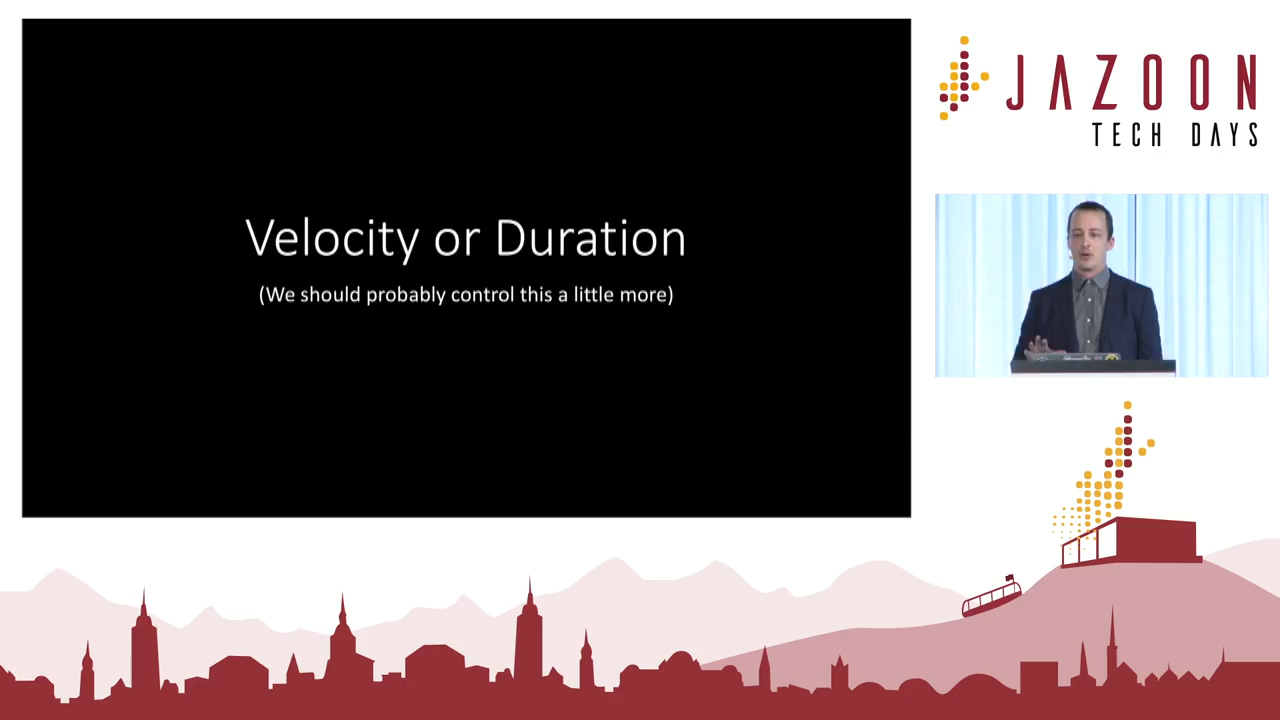 Velocity or Duration
(We should probably control this a little more)
JAZOON
TECH DAYS